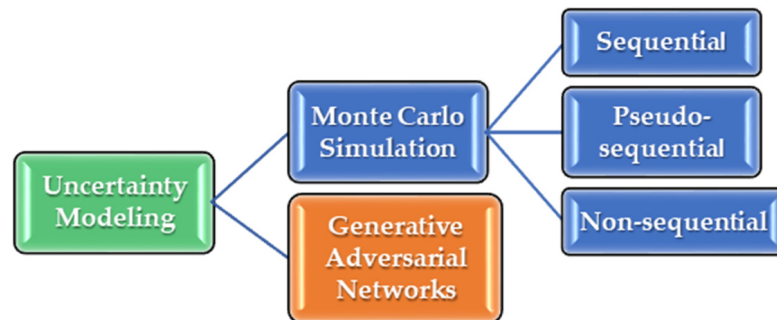 Uncertainty
Modeling
Monte Carlo
Simulation
Generative
Adversarial
Networks
Sequential
Pseudo-
sequential
Non-sequential